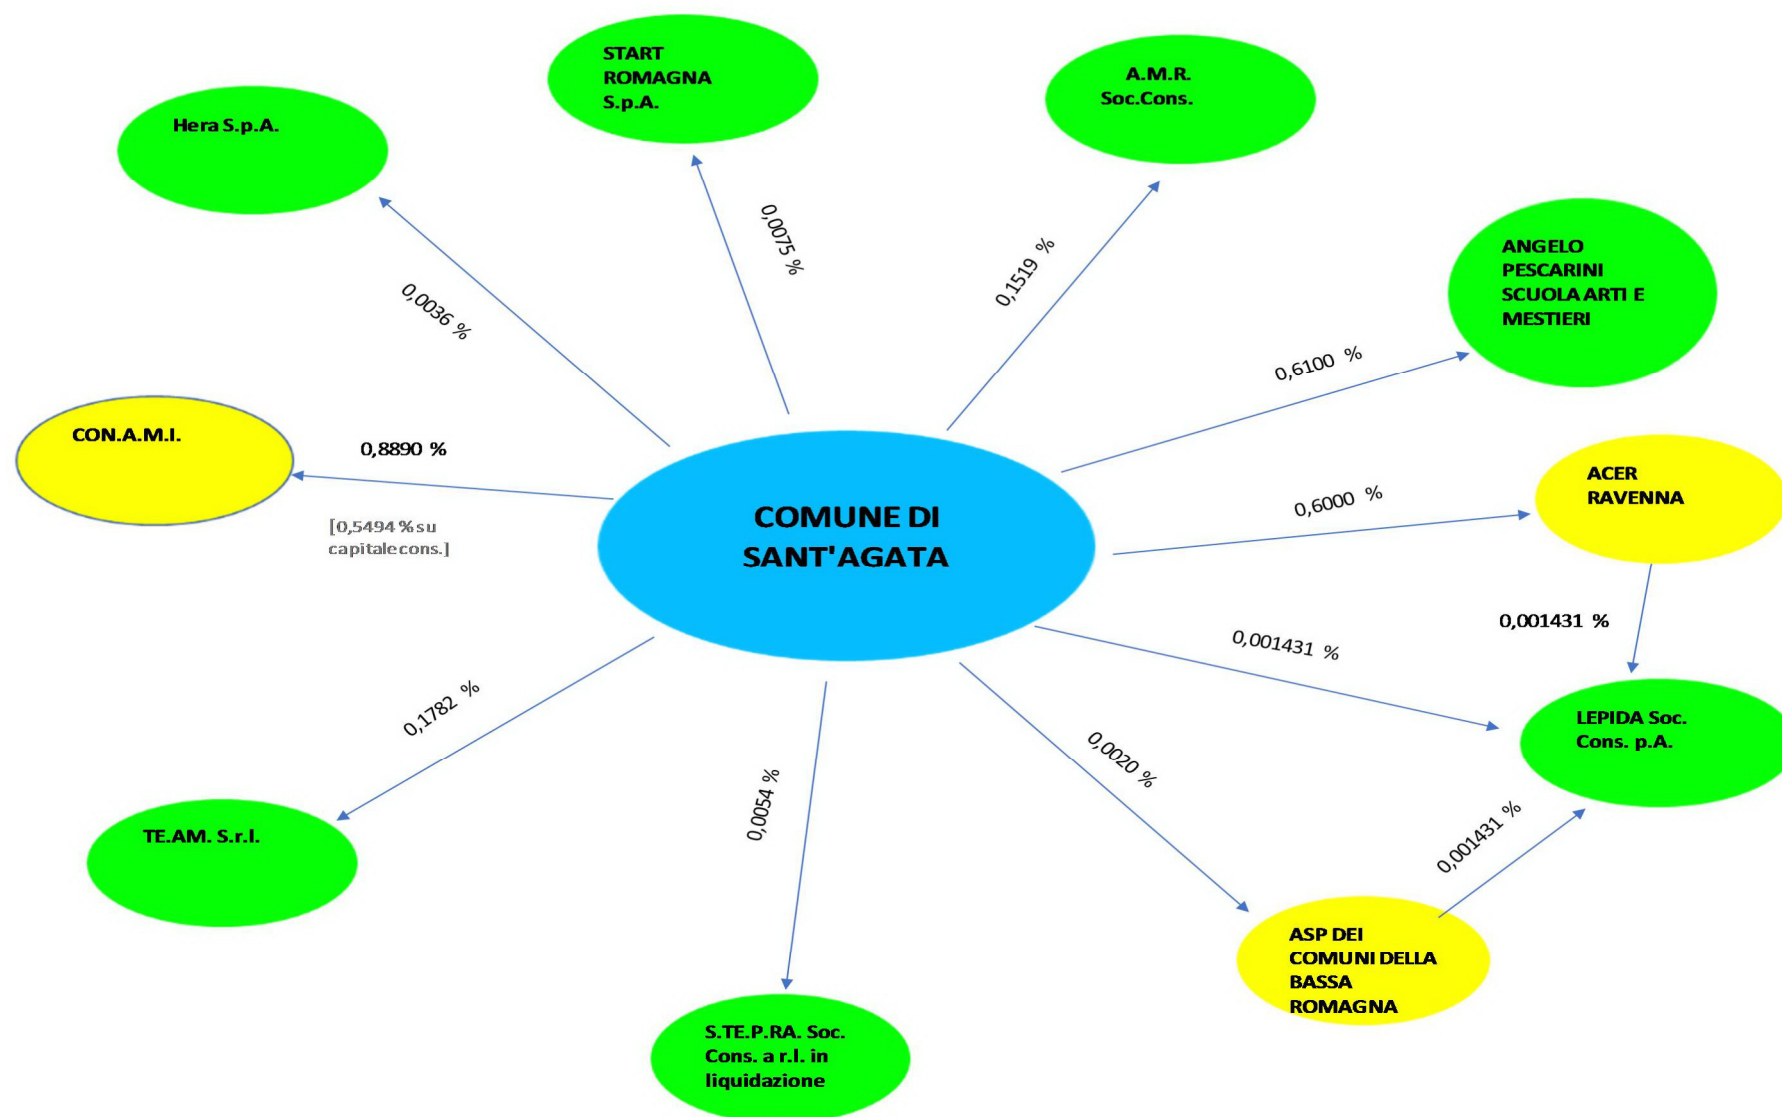 START
ROMAGNA
S.p.A.
A.M.R.
Soc.Cons.
Hera S.p.A.
0,0075 %
0,1519 %
ANGELO
PESCARINI
SCUOLA ARTI E
MESTIERI
0,0036 %
0,6100 %
CON.A.M.I.
0,8890 %
[0,5494 % su
capitale cons.]
COMUNE DI
SANT'AGATA
0,6000 %
ACER
RAVENNA
0,001431 %
0,001431 %
LEPIDA Soc.
Cons. p.A.
0,1782 %
0,0054 %
0,0020 %
0,001431 %
TE.AM. S.r.l.
ASP DEI
COMUNI DELLA
BASSA
ROMAGNA
S.TE.P.RA. Soc.
Cons. a r.l. in
liquidazione